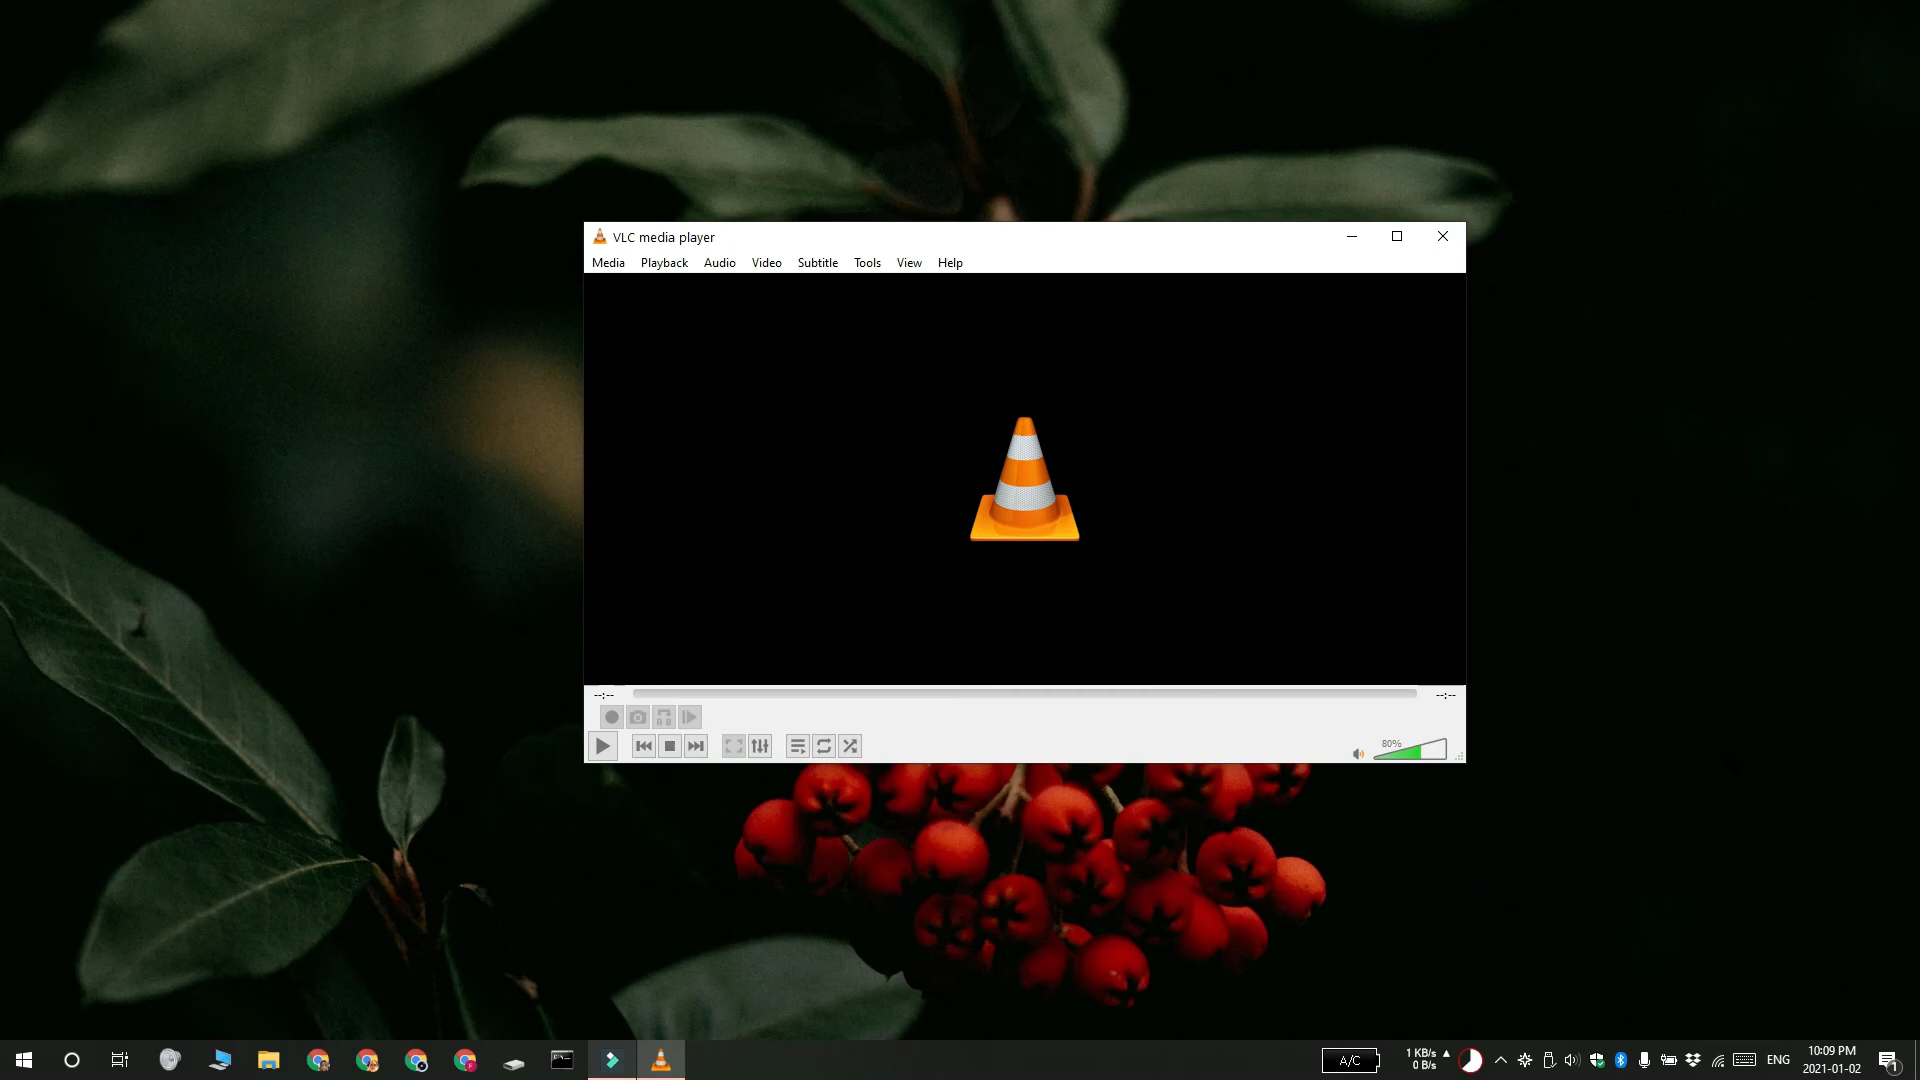 VLC media player
Media Playback Audio Video Subtitle Tools View Help
--:-- --:--
80%
A/C
1 KB/s
0 B/s
ENG
10:09 PM
2021-01-02
1